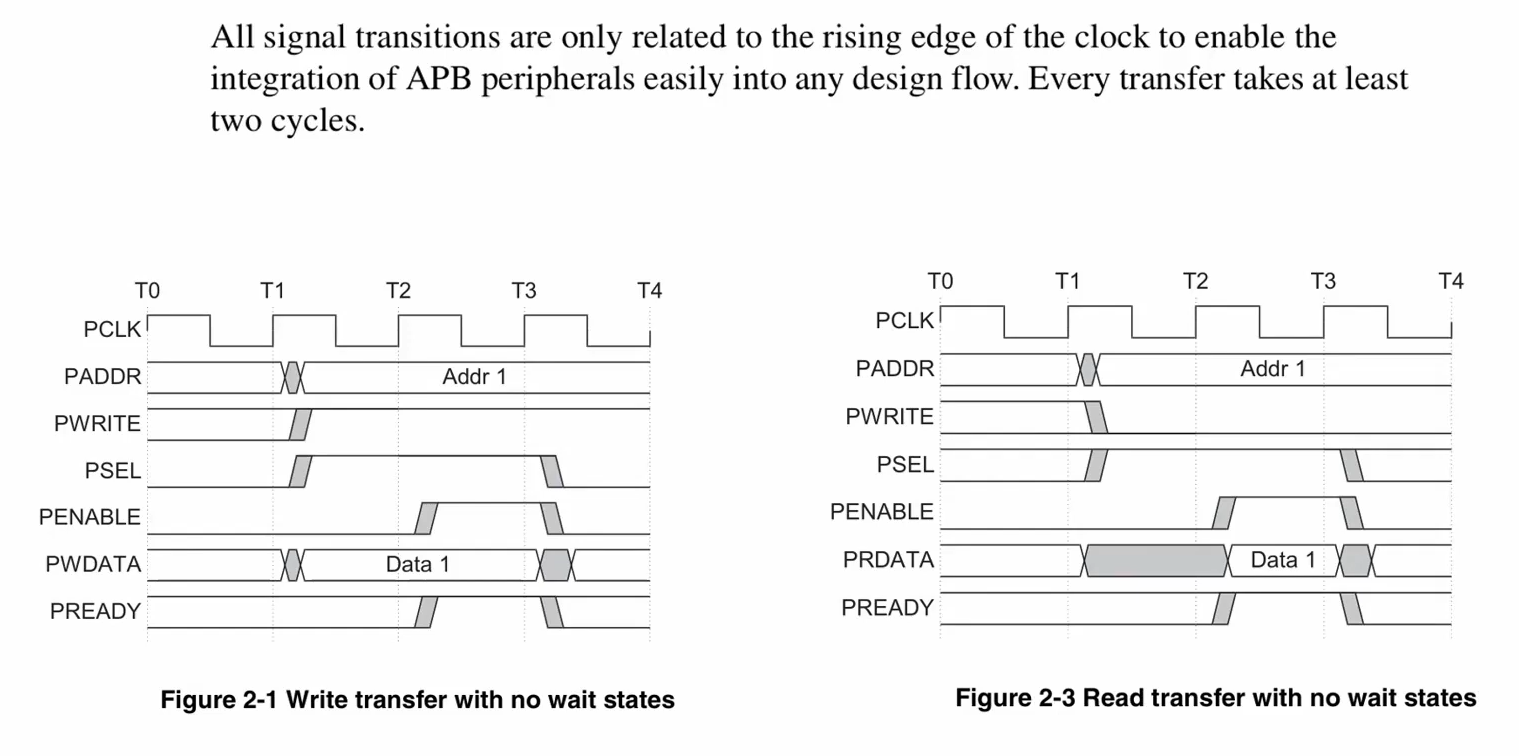 All signal transitions are only related to the rising edge of the clock to enable the
integration of APB peripherals easily into any design flow. Every transfer takes at least
two cycles.
T0 T1 T2 T3 T4
PCLK
PADDR Addr 1
PWRITE
PSEL
PENABLE
PWDATA Data 1
PREADY
Figure 2-1 Write transfer with no wait states
T0 T1 T2 T3 T4
PCLK
PADDR Addr 1
PWRITE
PSEL
PENABLE
PRDATA Data 1
PREADY
Figure 2-3 Read transfer with no wait states